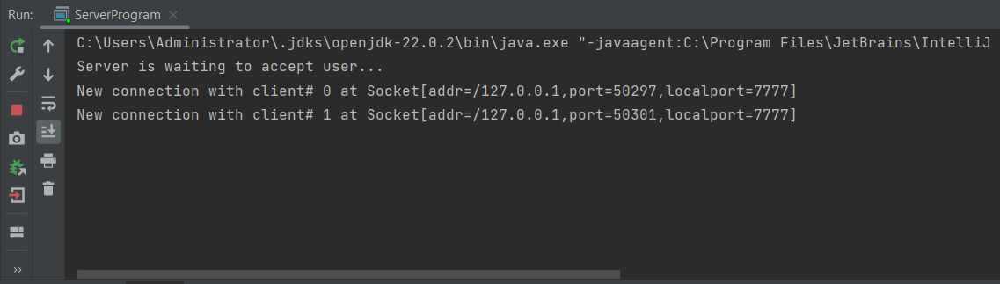 Run: ServerProgram
C:\Users\Administrator\.jdks\openjdk-22.0.2\bin\java.exe "-javaagent:C:\Program Files\JetBrains\IntelliJ
Server is waiting to accept user...
New connection with client# 0 at Socket[addr=/127.0.0.1,port=50297,localport=7777]
New connection with client# 1 at Socket[addr=/127.0.0.1,port=50301,localport=7777]